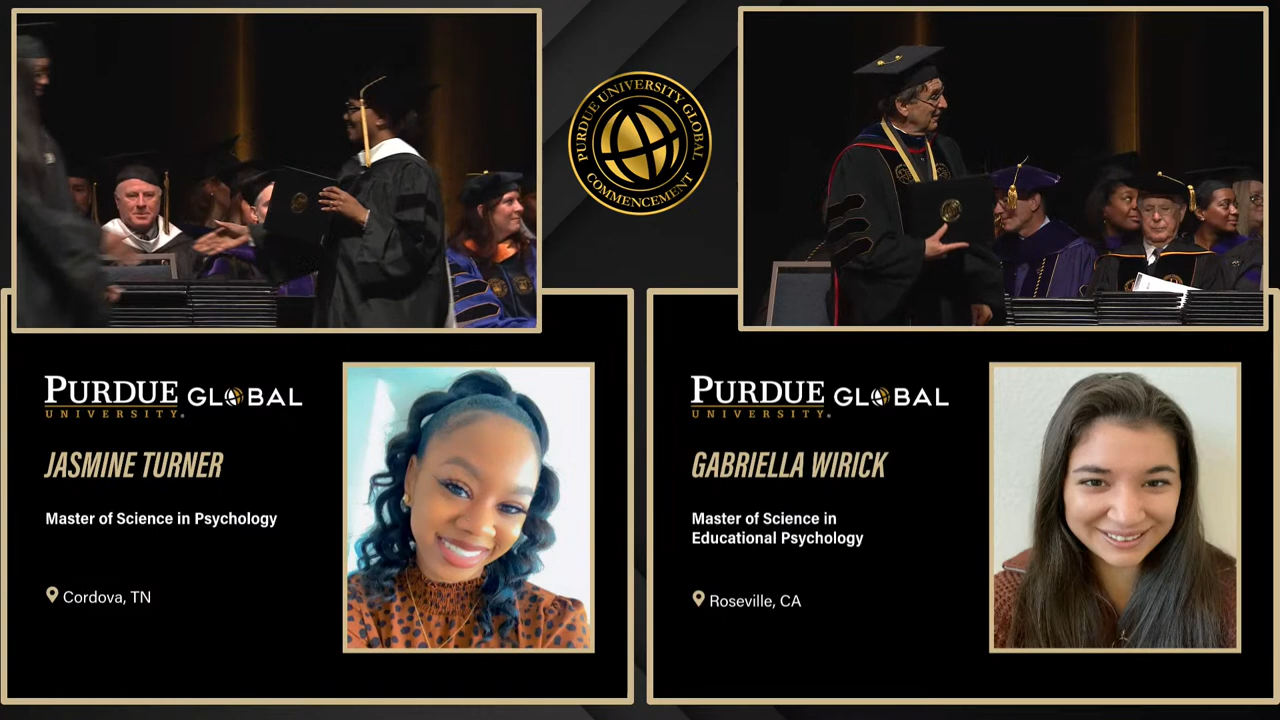 PURDUE UNIVERSITY GLOBAL
COMMENCEMENT
PURDUE GLOBAL
UNIVERSITY®
JASMINE TURNER
Master of Science in Psychology
Cordova, TN
PURDUE GLOBAL
UNIVERSITY®
GABRIELLA WIRICK
Master of Science in
Educational Psychology
Roseville, CA